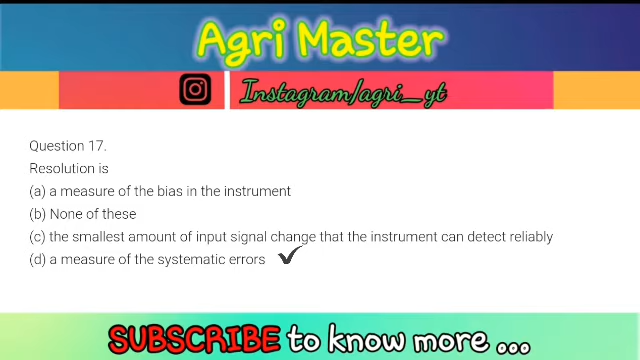 Agri Master
Instagram/agri_yt
Question 17.
Resolution is
(a) a measure of the bias in the instrument
(b) None of these
(c) the smallest amount of input signal change that the instrument can detect reliably
(d) a measure of the systematic errors
SUBSCRIBE to know more ...